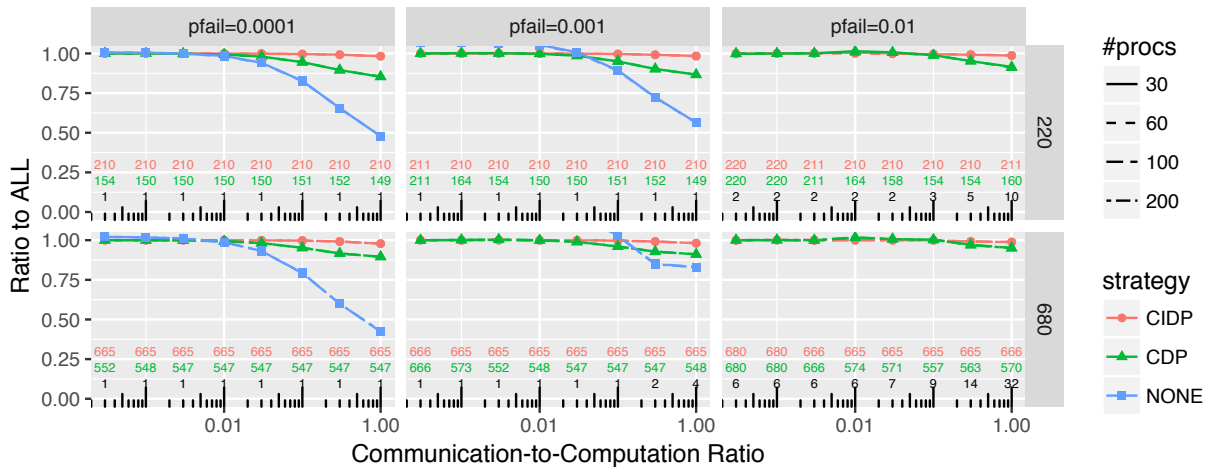 pfail=0.0001 pfail=0.001 pfail=0.01
Ratio to ALL
1.00
0.75
0.50
0.25
0.00
210 210 210 210 210 210 210 210
154 150 150 150 150 151 152 149
1 1 1 1 1 1 1 1
211 210 210 210 210 210 210 210
211 164 154 150 150 151 152 149
1 1 1 1 1 1 1 1
220 220 211 210 210 210 210 211
220 220 211 164 158 154 154 160
2 2 2 2 2 3 5 10
220
1.00
0.75
0.50
0.25
0.00
665 665 665 665 665 665 665 665
552 548 547 547 547 547 547 547
1 1 1 1 1 1 1 1
666 665 665 665 665 665 665 665
666 573 552 548 547 547 547 548
1 1 1 1 1 1 2 4
680 680 666 665 665 665 665 666
680 680 666 574 571 557 563 570
6 6 6 6 7 9 14 32
680
0.01 1.00 0.01 1.00 0.01 1.00
Communication-to-Computation Ratio
#procs
30
60
100
200
strategy
CIDP
CDP
NONE